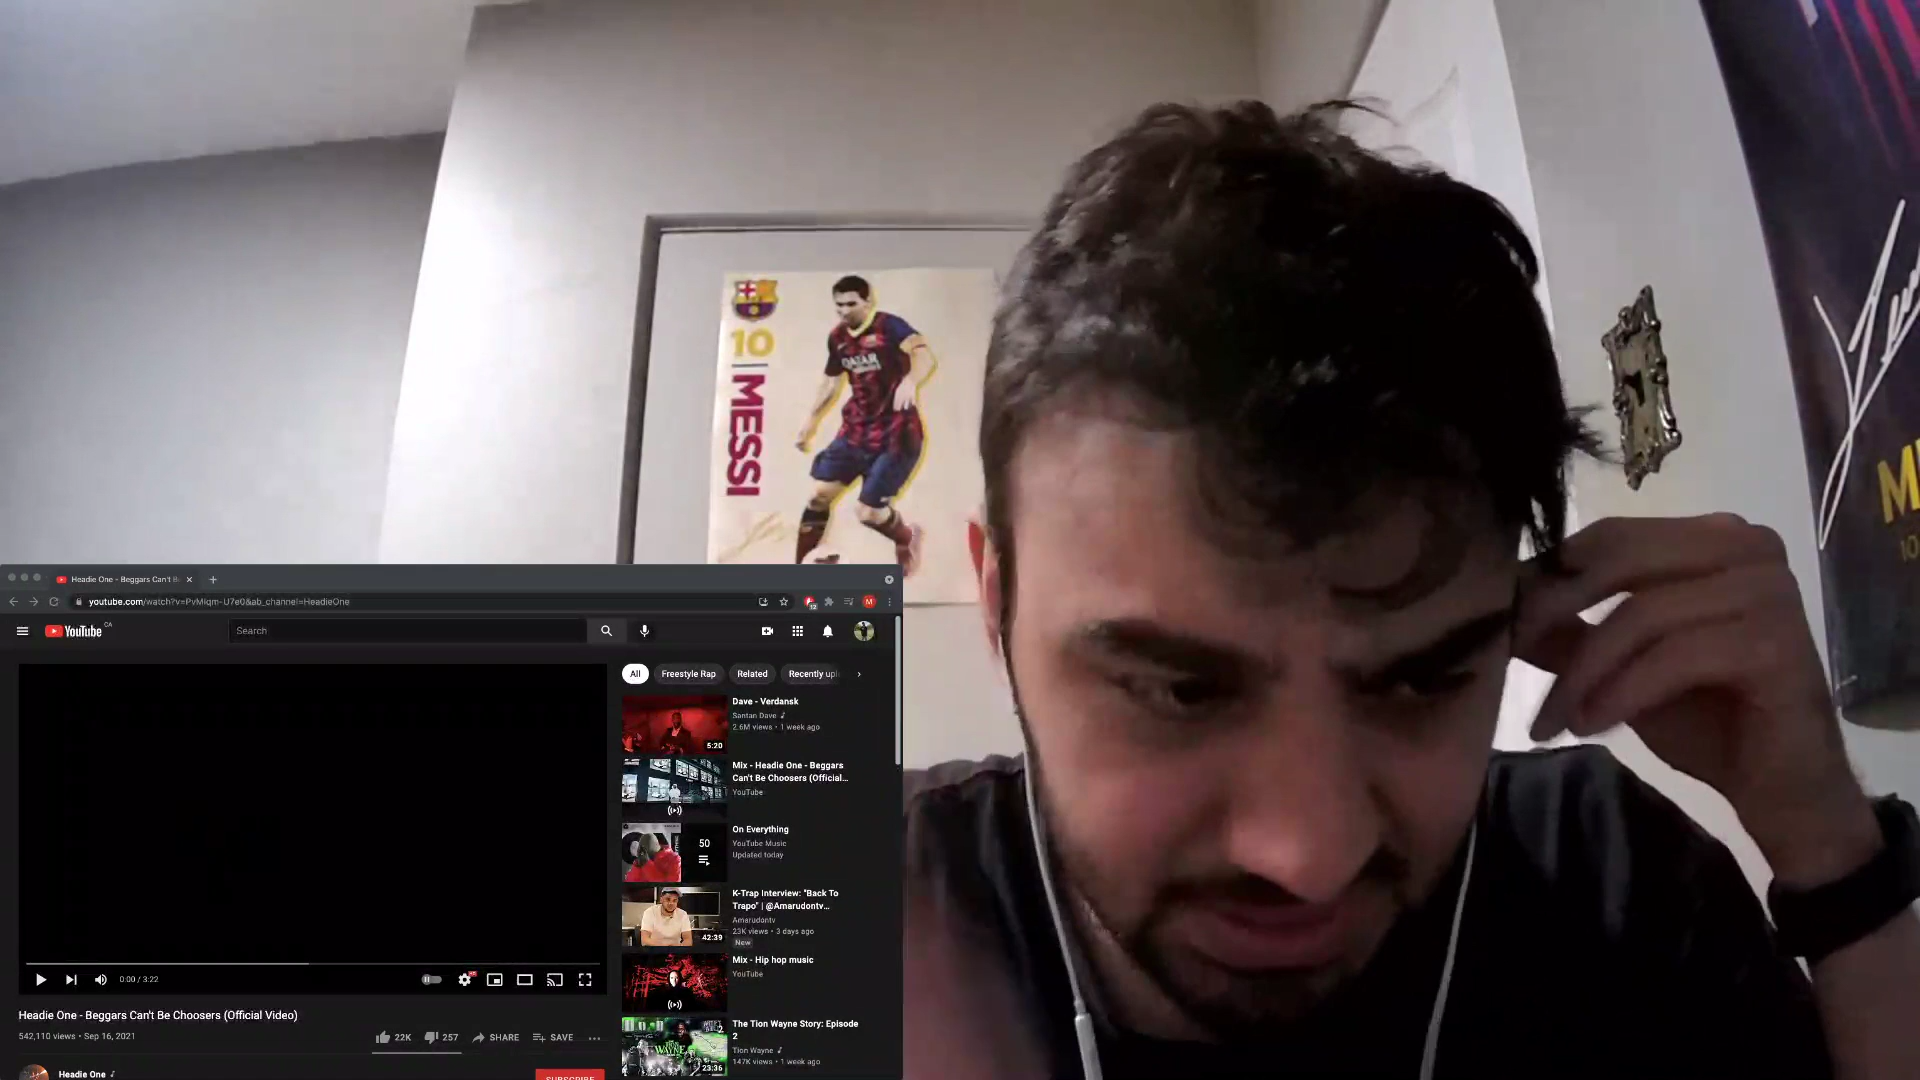 10
MESSI
QATAR
M
10
Headie One - Beggars Can't B
youtube.com/watch?v=PvMiqm-U7e0&ab_channel=HeadieOne
12
M
YouTube
CA
Search
All
Freestyle Rap
Related
Recently upl
Dave - Verdansk
Santan Dave
2.6M views • 1 week ago
5:20
Mix - Headie One - Beggars
Can't Be Choosers (Official...
YouTube
On Everything
YouTube Music
Updated today
50
K-Trap Interview: "Back To
Trapo" | @Amarudontv...
Amarudontv
23K views • 3 days ago
New
42:39
Mix - Hip hop music
YouTube
The Tion Wayne Story: Episode
2
Tion Wayne
147K views • 1 week ago
23:36
0:00 / 3:22
Headie One - Beggars Can't Be Choosers (Official Video)
542,110 views • Sep 16, 2021
22K
257
SHARE
SAVE
Headie One
SUBSCRIBE